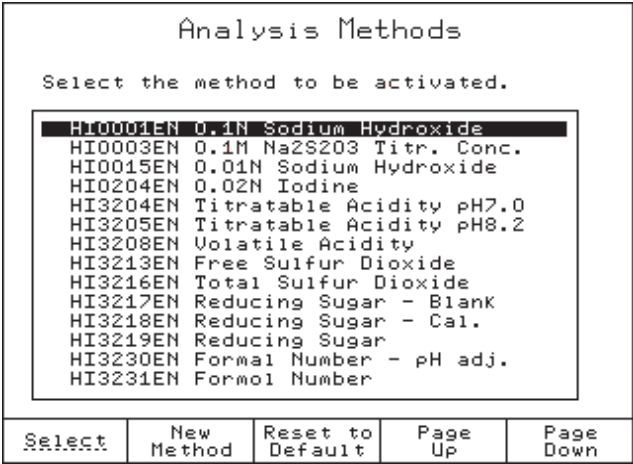 Analysis Methods
Select the method to be activated.
HI0001EN 0.1N Sodium Hydroxide
HI0003EN 0.1M Na2S2O3 Titr. Conc.
HI0015EN 0.01N Sodium Hydroxide
HI0204EN 0.02N Iodine
HI3204EN Titratable Acidity pH7.0
HI3205EN Titratable Acidity pH8.2
HI3208EN Volatile Acidity
HI3213EN Free Sulfur Dioxide
HI3216EN Total Sulfur Dioxide
HI3217EN Reducing Sugar - Blank
HI3218EN Reducing Sugar - Cal.
HI3219EN Reducing Sugar
HI3230EN Formal Number - pH adj.
HI3231EN Formol Number
Select
New Method
Reset to Default
Page Up
Page Down